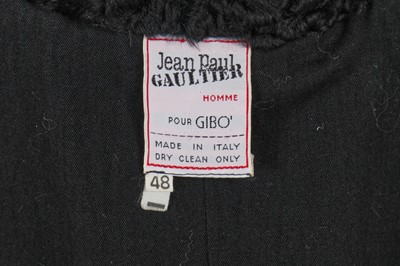 Jean Paul
GAULTIER
HOMME
POUR GIBO'
MADE IN ITALY
DRY CLEAN ONLY
48